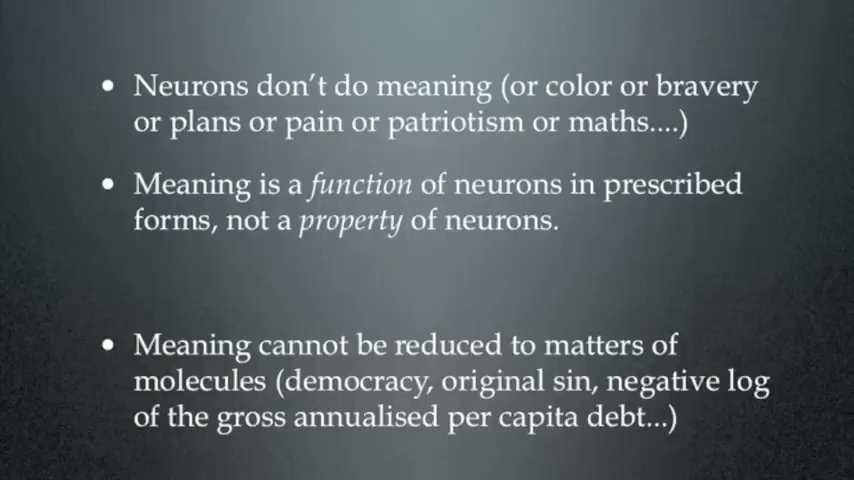 • Neurons don't do meaning (or color or bravery
or plans or pain or patriotism or maths....)
• Meaning is a function of neurons in prescribed
forms, not a property of neurons.
• Meaning cannot be reduced to matters of
molecules (democracy, original sin, negative log
of the gross annualised per capita debt...)